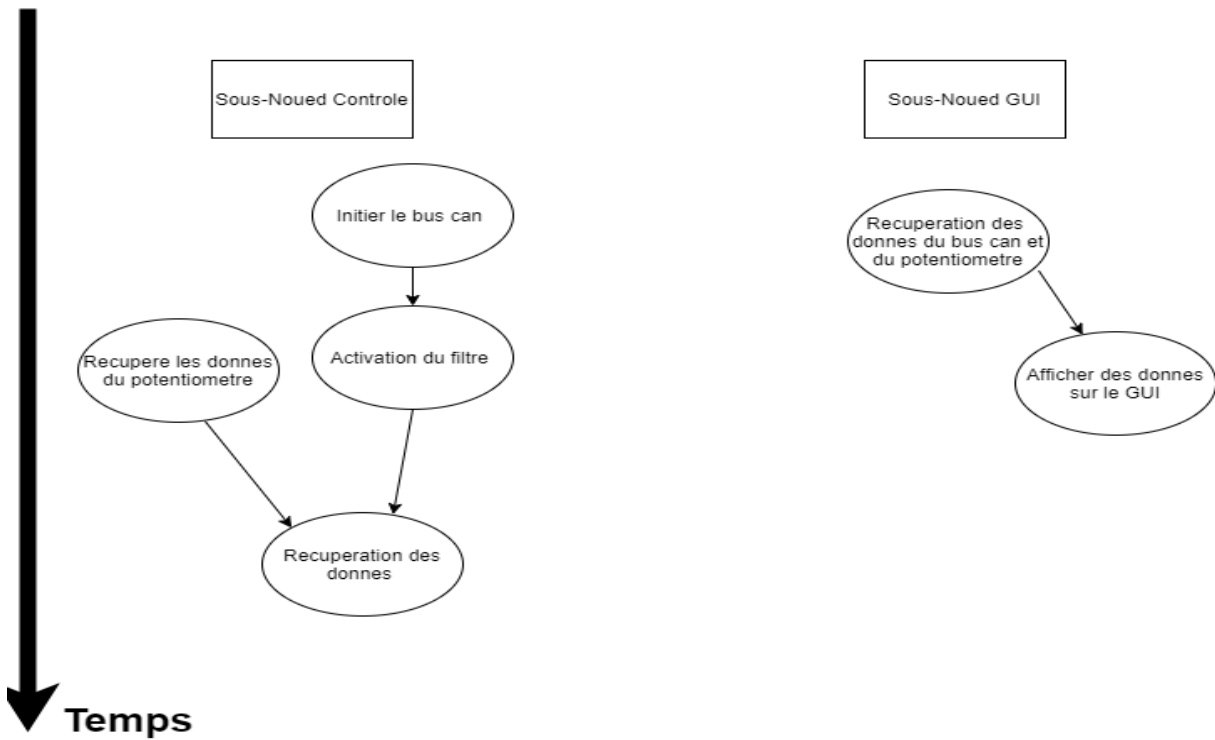 Sous-Noued Controle
Sous-Noued GUI
Initier le bus can
Recuperation des
donnes du bus can et
du potentiometre
Recupere les donnes
du potentiometre
Activation du filtre
Afficher des donnes
sur le GUI
Recuperation des
donnes
Temps